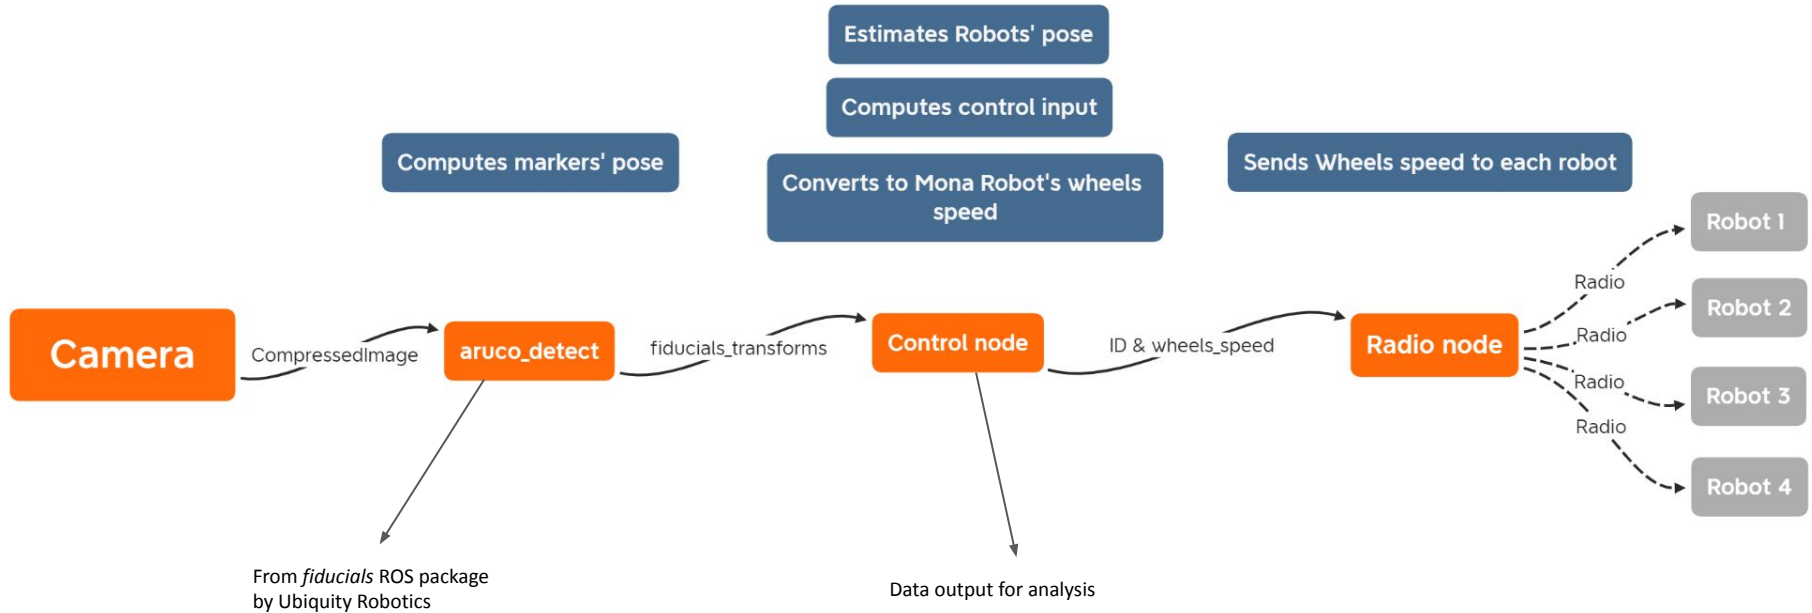 Estimates Robots' pose
Computes control input
Computes markers' pose
Converts to Mona Robot's wheels
speed
Sends Wheels speed to each robot
Camera
CompressedImage
aruco_detect
fiducials_transforms
Control node
ID & wheels_speed
Radio node
Radio
Radio
Radio
Radio
Robot 1
Robot 2
Robot 3
Robot 4
From fiducials ROS package
by Ubiquity Robotics
Data output for analysis